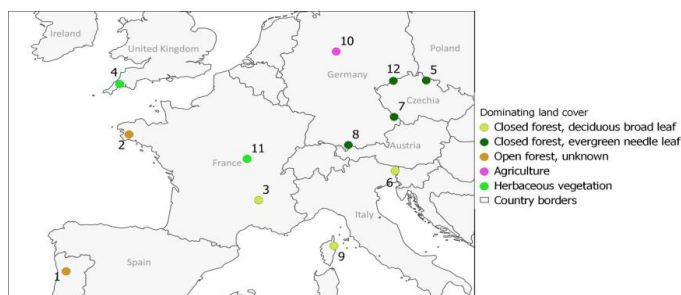 Ireland
United Kingdom
10
Poland
4
Germany
12
5
Czechia
7
2
8
Austria
11
France
6
3
Italy
Spain
9
1
Dominating land cover
Closed forest, deciduous broad leaf
Closed forest, evergreen needle leaf
Open forest, unknown
Agriculture
Herbaceous vegetation
Country borders